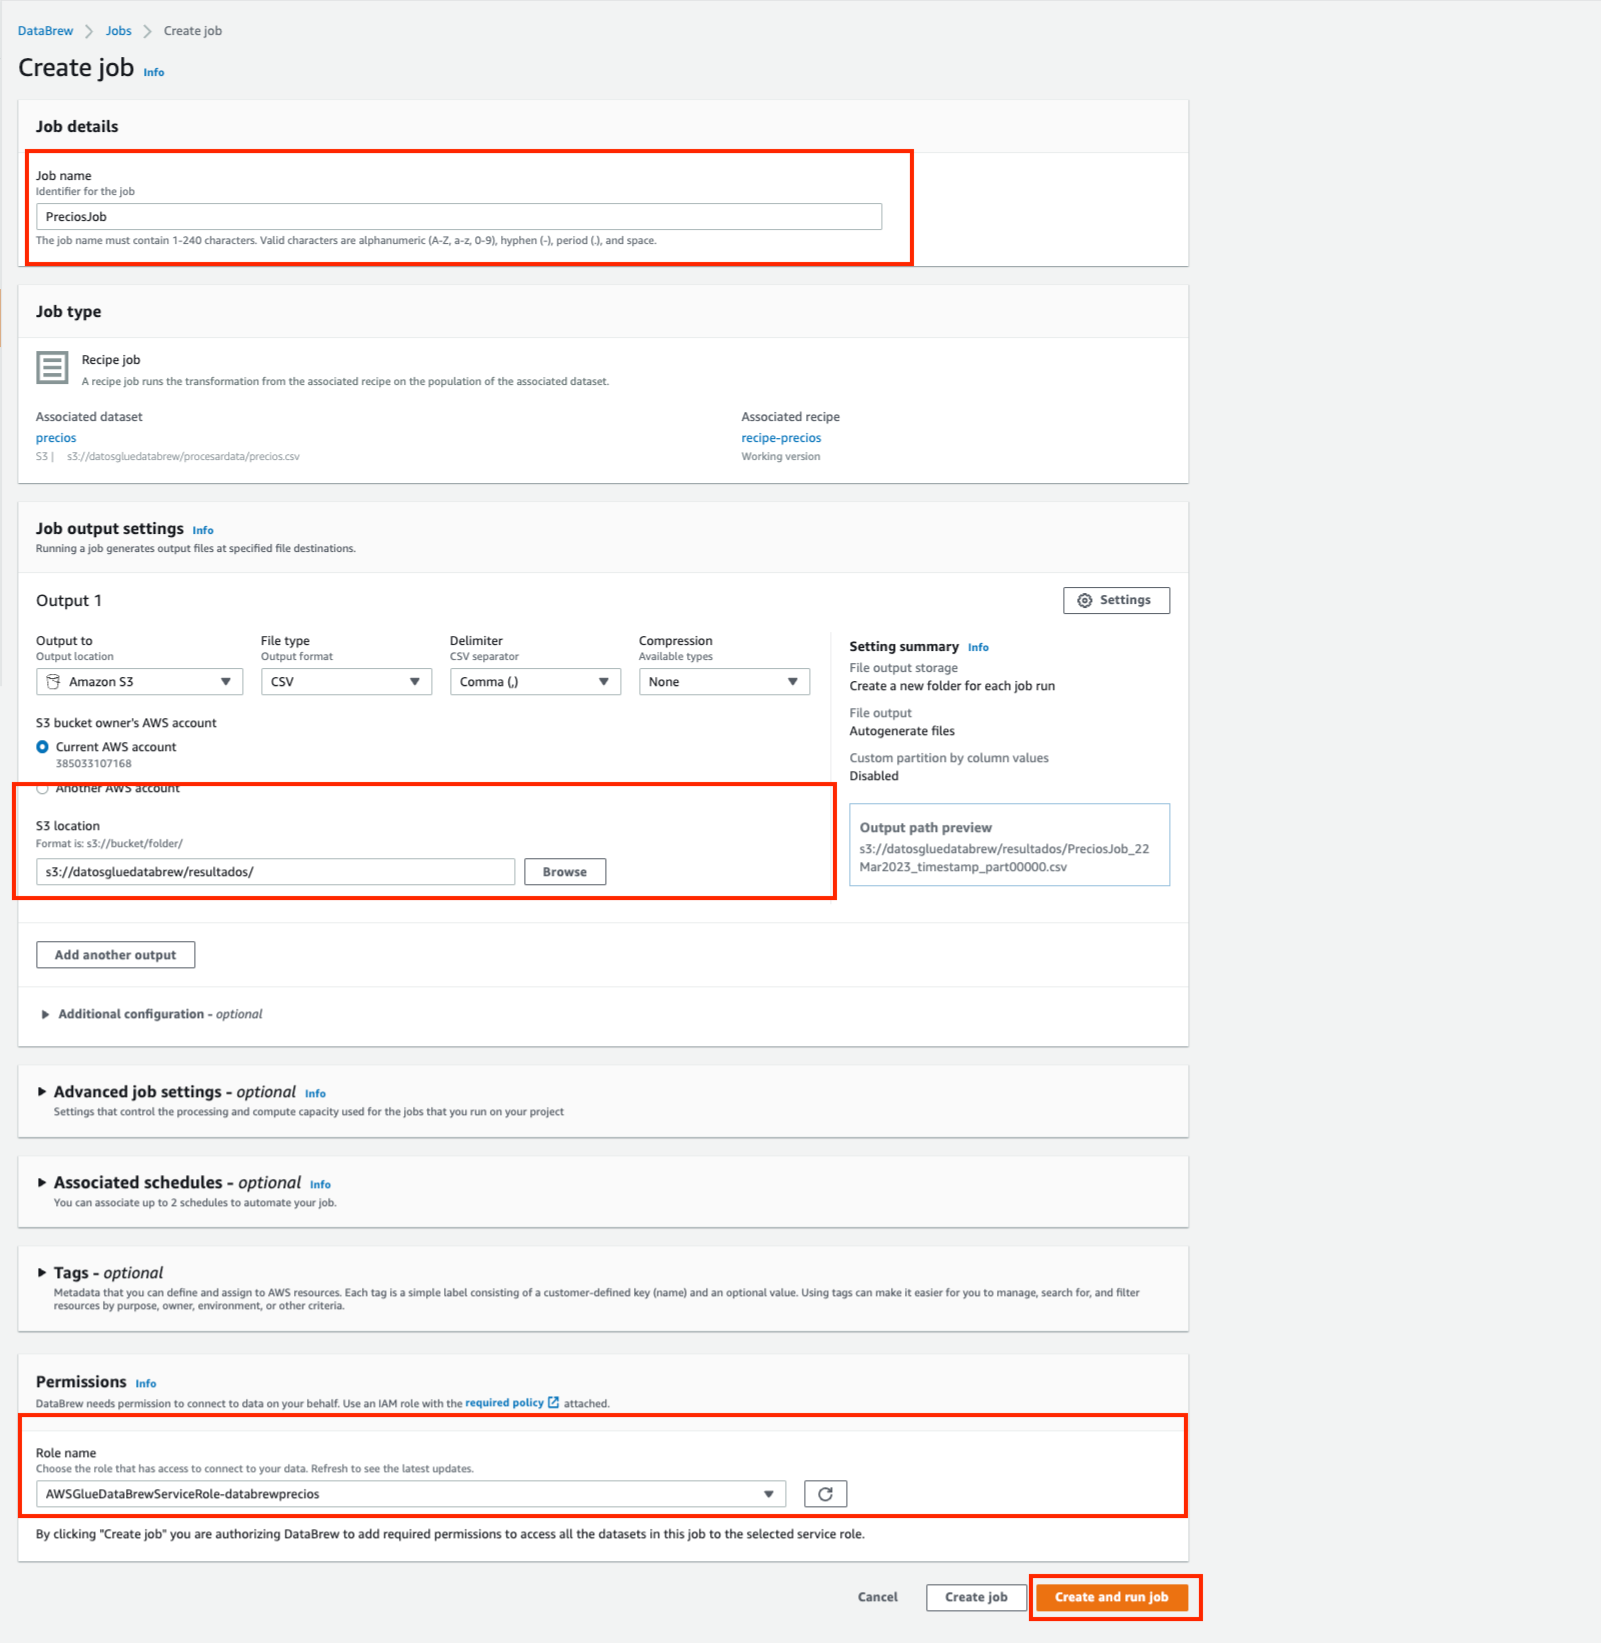 DataBrew > Jobs > Create job
Create job Info
Job details
Job name
Identifier for the job
PreciosJob
The job name must contain 1-240 characters. Valid characters are alphanumeric (A-Z, a-z, 0-9), hyphen (-), period (.), and space.
Job type
Recipe job
A recipe job runs the transformation from the associated recipe on the population of the associated dataset.
Associated dataset
precios
S3 | s3://datosgluedatabrew/procesardata/precios.csv
Associated recipe
recipe-precios
Working version
Job output settings Info
Running a job generates output files at specified file destinations.
Output 1
Settings
Output to
Output location
Amazon S3
File type
Output format
CSV
Delimiter
CSV separator
Comma (,)
Compression
Available types
None
S3 bucket owner's AWS account
Current AWS account
385033107168
Another AWS account
S3 location
Format is: s3://bucket/folder/
s3://datosgluedatabrew/resultados/
Browse
Setting summary Info
File output storage
Create a new folder for each job run
File output
Autogenerate files
Custom partition by column values
Disabled
Output path preview
s3://datosgluedatabrew/resultados/PreciosJob_22
Mar2023_timestamp_part00000.csv
Add another output
Additional configuration - optional
Advanced job settings - optional Info
Settings that control the processing and compute capacity used for the jobs that you run on your project
Associated schedules - optional Info
You can associate up to 2 schedules to automate your job.
Tags - optional
Metadata that you can define and assign to AWS resources. Each tag is a simple label consisting of a customer-defined key (name) and an optional value. Using tags can make it easier for you to manage, search for, and filter
resources by purpose, owner, environment, or other criteria.
Permissions Info
DataBrew needs permission to connect to data on your behalf. Use an IAM role with the required policy attached.
Role name
Choose the role that has access to connect to your data. Refresh to see the latest updates.
AWSGlueDataBrewServiceRole-databrewprecios
By clicking "Create job" you are authorizing DataBrew to add required permissions to access all the datasets in this job to the selected service role.
Cancel
Create job
Create and run job